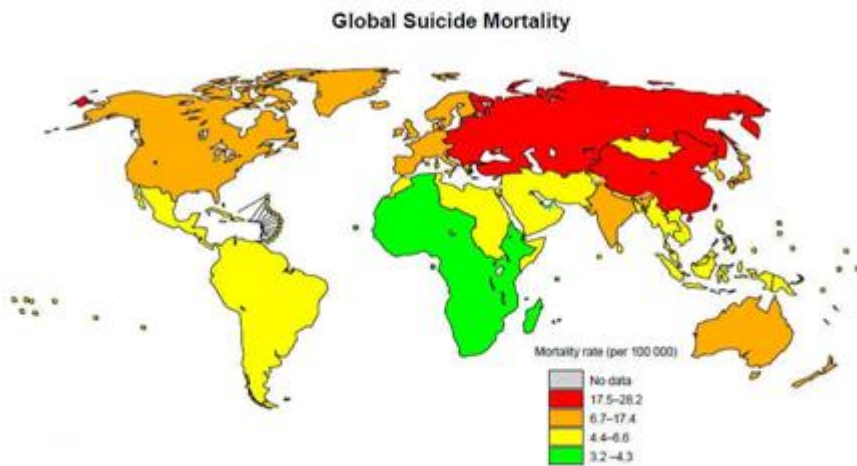 Global Suicide Mortality
Mortality rate (per 100 000)
No data
17.5–28.2
6.7–17.4
4.4–6.6
3.2 –4.3